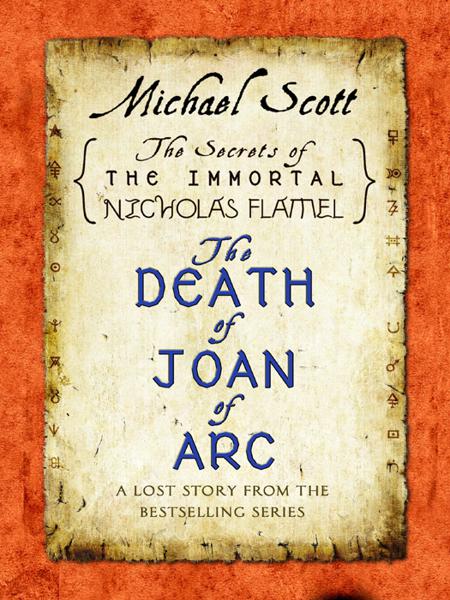 Michael Scott
The Secrets of
THE IMMORTAL
NICHOLAS FLAMEL
The
DEATH
of
JOAN
of
ARC
A LOST STORY FROM THE
BESTSELLING SERIES